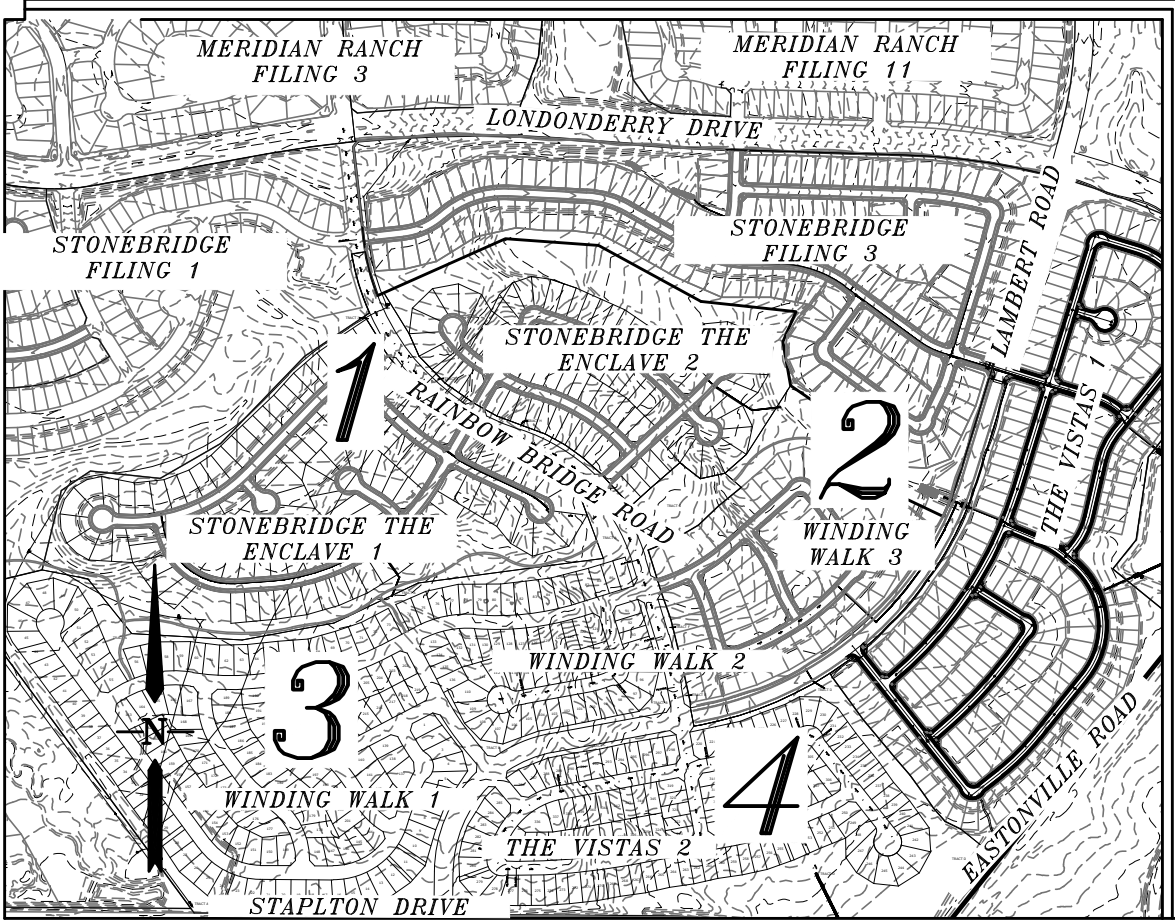 MERIDIAN RANCH
FILING 3
MERIDIAN RANCH
FILING 11
LONDONDERRY DRIVE
STONEBRIDGE
FILING 1
STONEBRIDGE
FILING 3
LAMBERT ROAD
STONEBRIDGE THE
ENCLAVE 2
1
RAINBOW BRIDGE ROAD
2
THE VISTAS 1
STONEBRIDGE THE
ENCLAVE 1
WINDING
WALK 3
WINDING WALK 2
3
N
4
EASTONVILLE ROAD
WINDING WALK 1
THE VISTAS 2
STAPLTON DRIVE